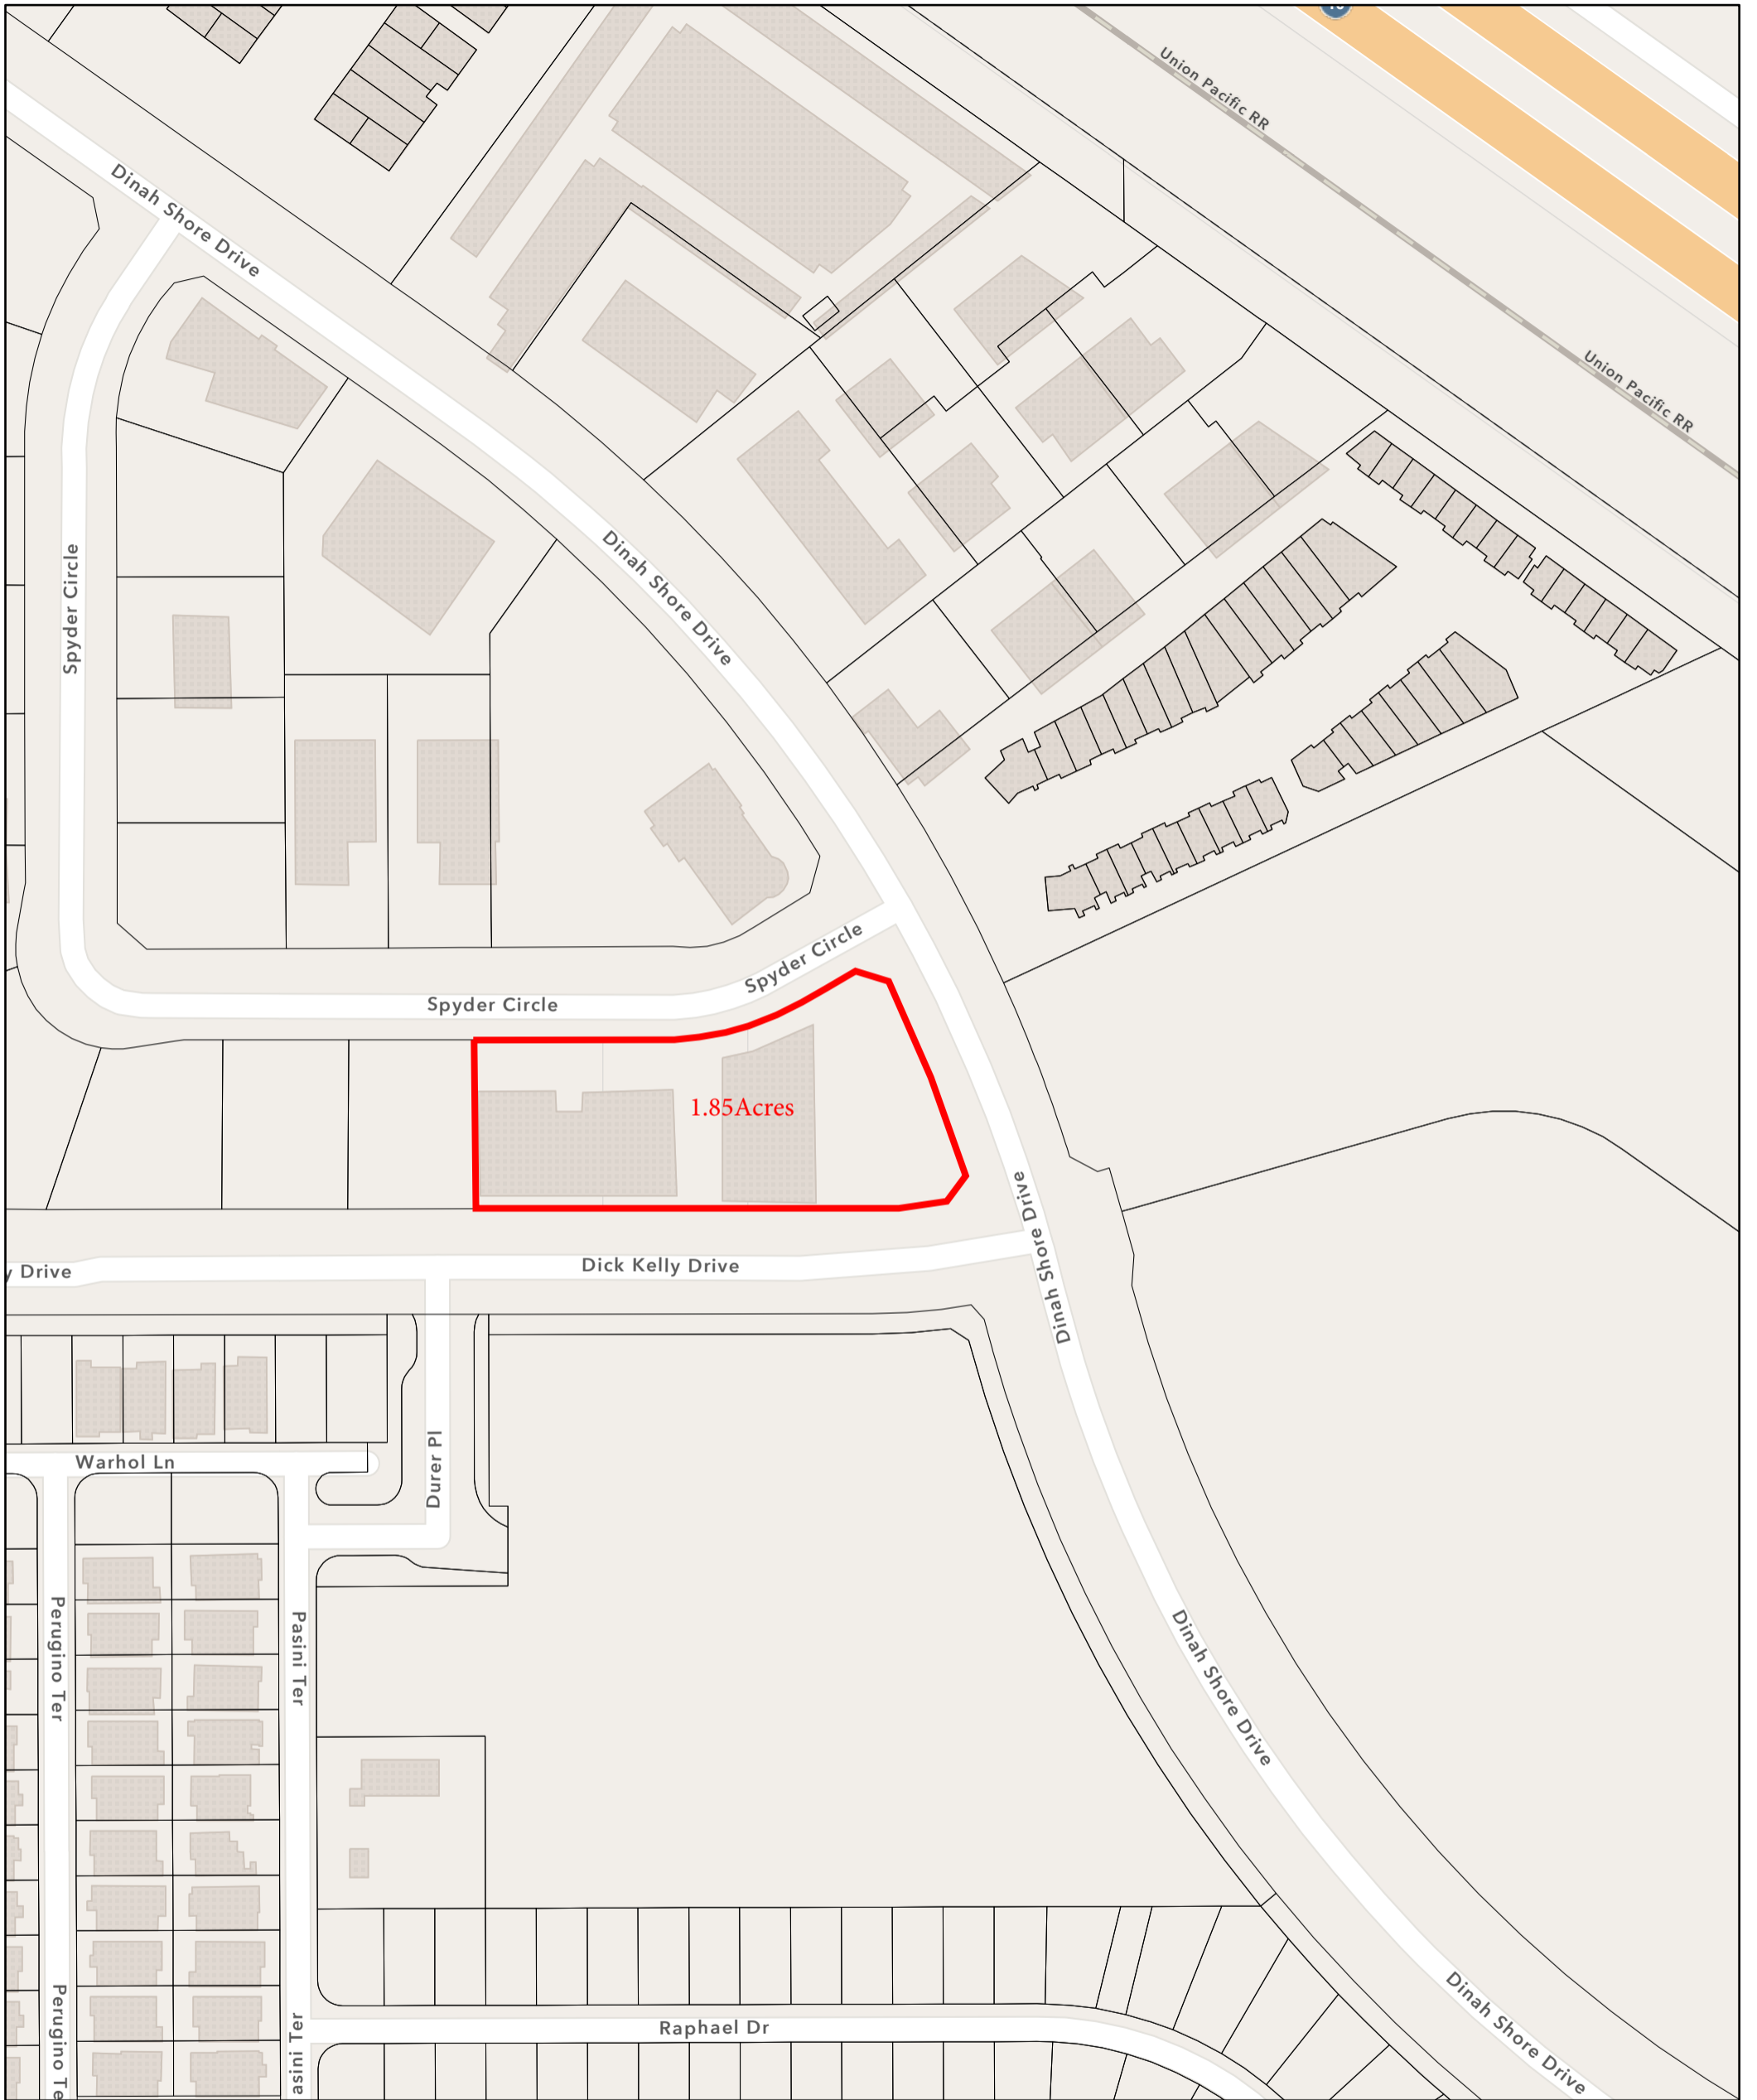 Union Pacific RR
Dinah Shore Drive
Union Pacific RR
Spyder Circle
Dinah Shore Drive
Spyder Circle
Spyder Circle
1.85Acres
Dinah Shore Drive
Dick Kelly Drive
y Drive
Warhol Ln
Durer Pl
Perugino Ter
Pasini Ter
Dinah Shore Drive
Perugino Te
asini Ter
Raphael Dr
Dinah Shore Drive